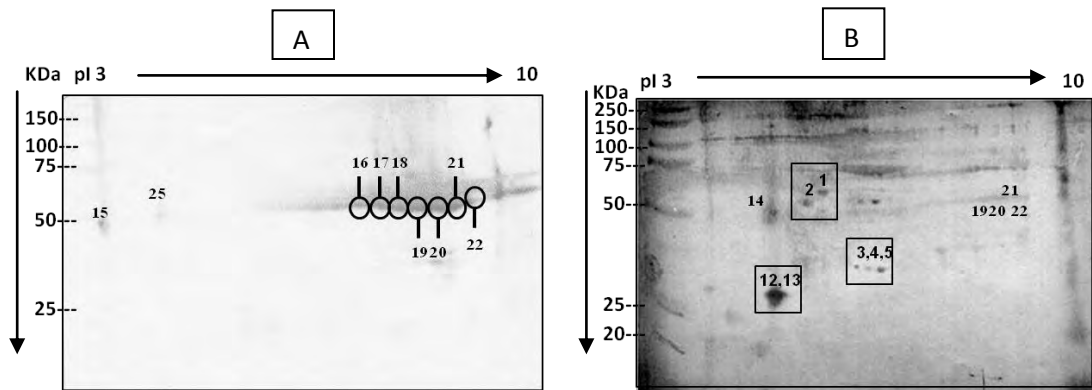 A
KDa pI 3 10
150--
100--
75---
50---
25---
16 17 18 21
25
15
19 20 22
B
pI 3 10
KDa
250-
150--
100--
75---
50---
25---
20---
1
2
14
21
19 20 22
3,4,5
12,13